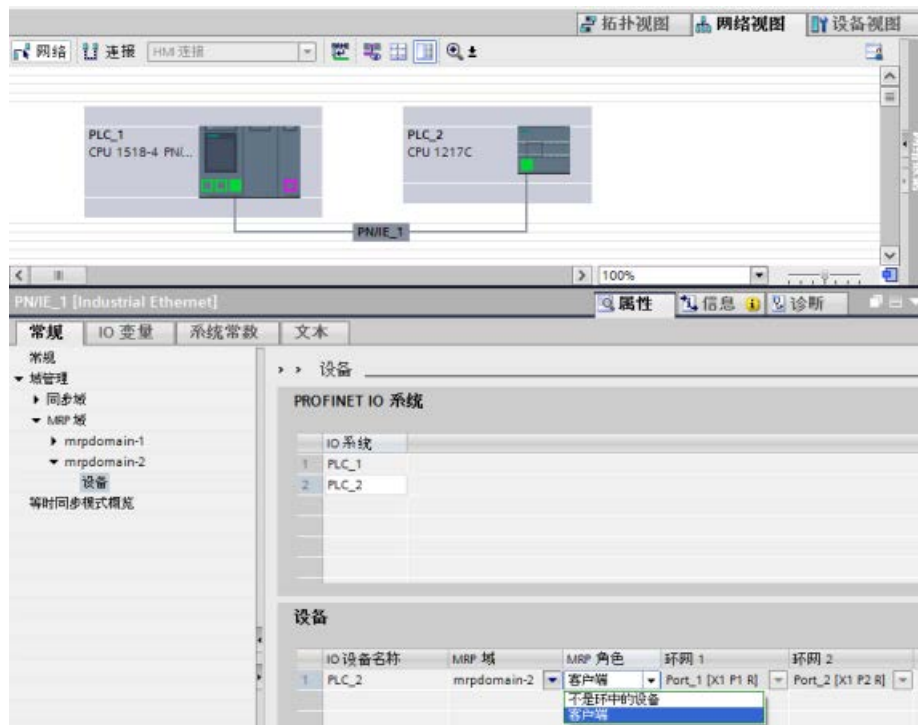 拓扑视图 网络视图 设备视图
网络 连接 HMI 连接
PLC_1
CPU 1518-4 PN/...
PLC_2
CPU 1217C
PN/IE_1
100%
PN/IE_1 [Industrial Ethernet]
属性 信息 诊断
常规 IO 变量 系统常数 文本
常规
域管理
同步域
MRP 域
mrpdomain-1
mrpdomain-2
设备
等时同步模式概览
> > 设备
PROFINET IO 系统
IO 系统
1 PLC_1
2 PLC_2
设备
IO 设备名称 MRP 域 MRP 角色 环网 1 环网 2
1 PLC_2 mrpdomain-2 客户端 Port_1 [X1 P1 R] Port_2 [X1 P2 R]
不是环中的设备
客户端